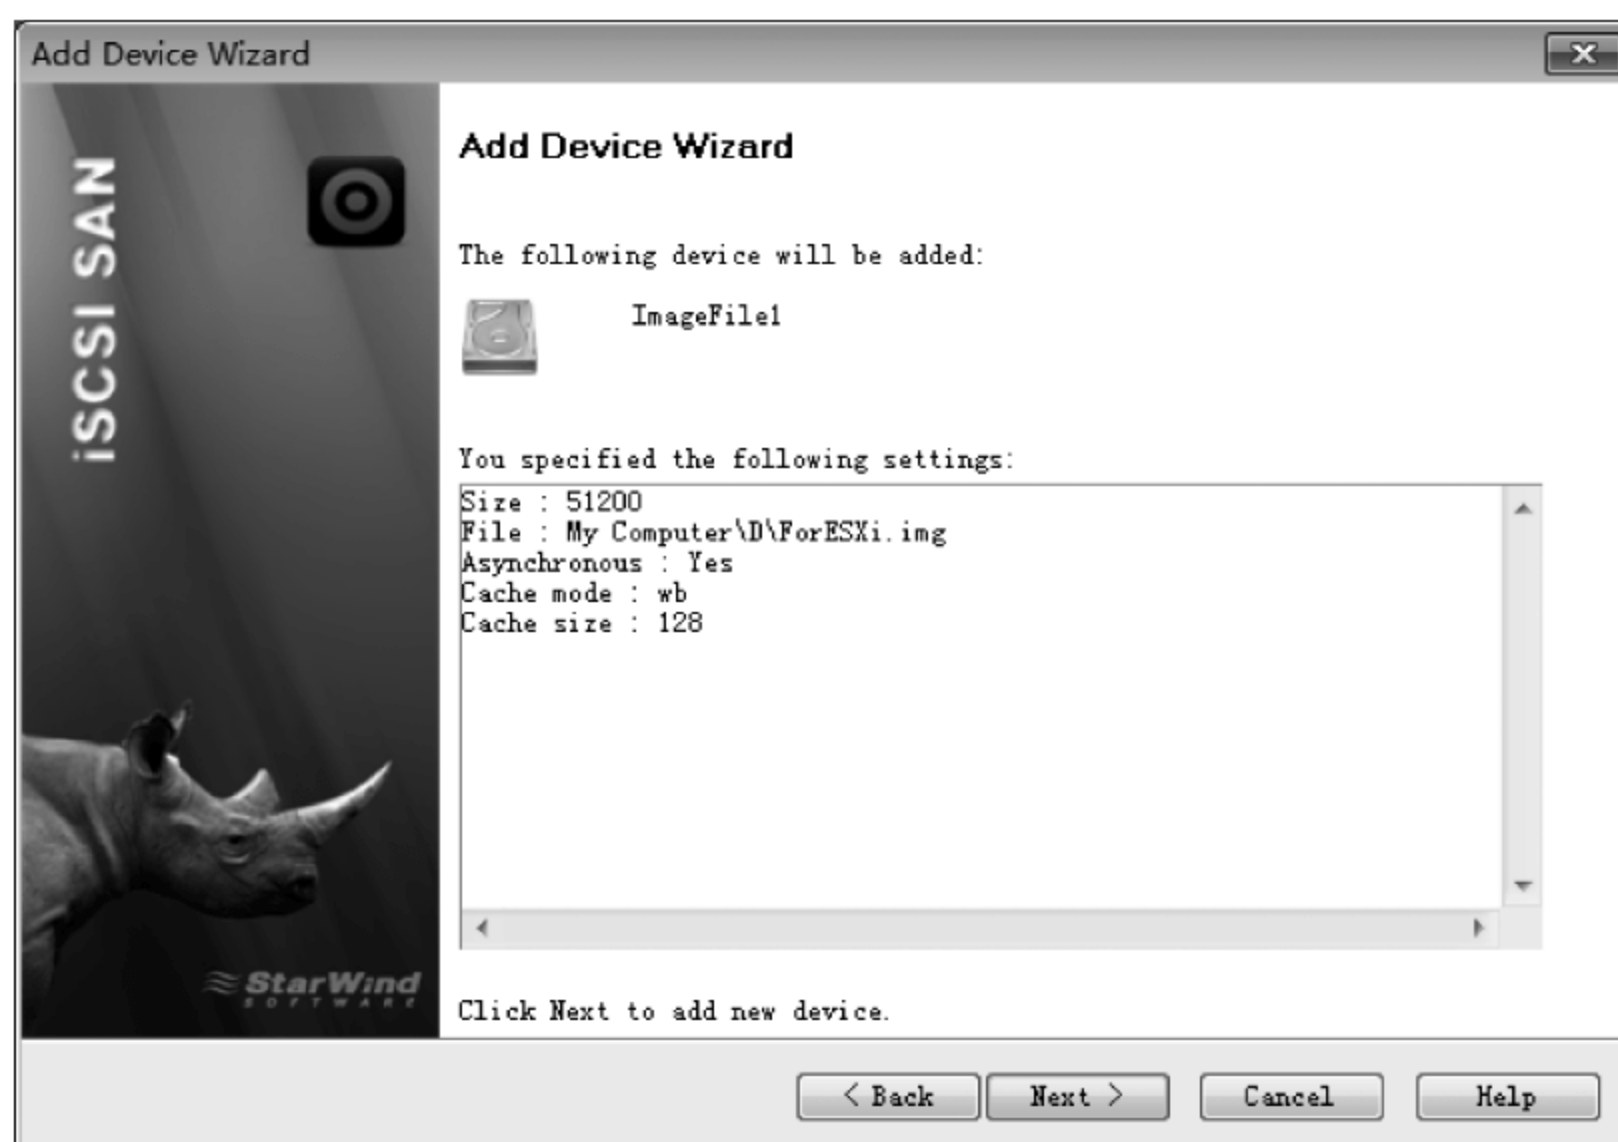 Add Device Wizard
iSCSI SAN
Add Device Wizard
The following device will be added:
ImageFile1
You specified the following settings:
Size : 51200
File : My Computer\D\ForESXi.img
Asynchronous : Yes
Cache mode : wb
Cache size : 128
StarWind
SOFTWARE
Click Next to add new device.
< Back
Next >
Cancel
Help